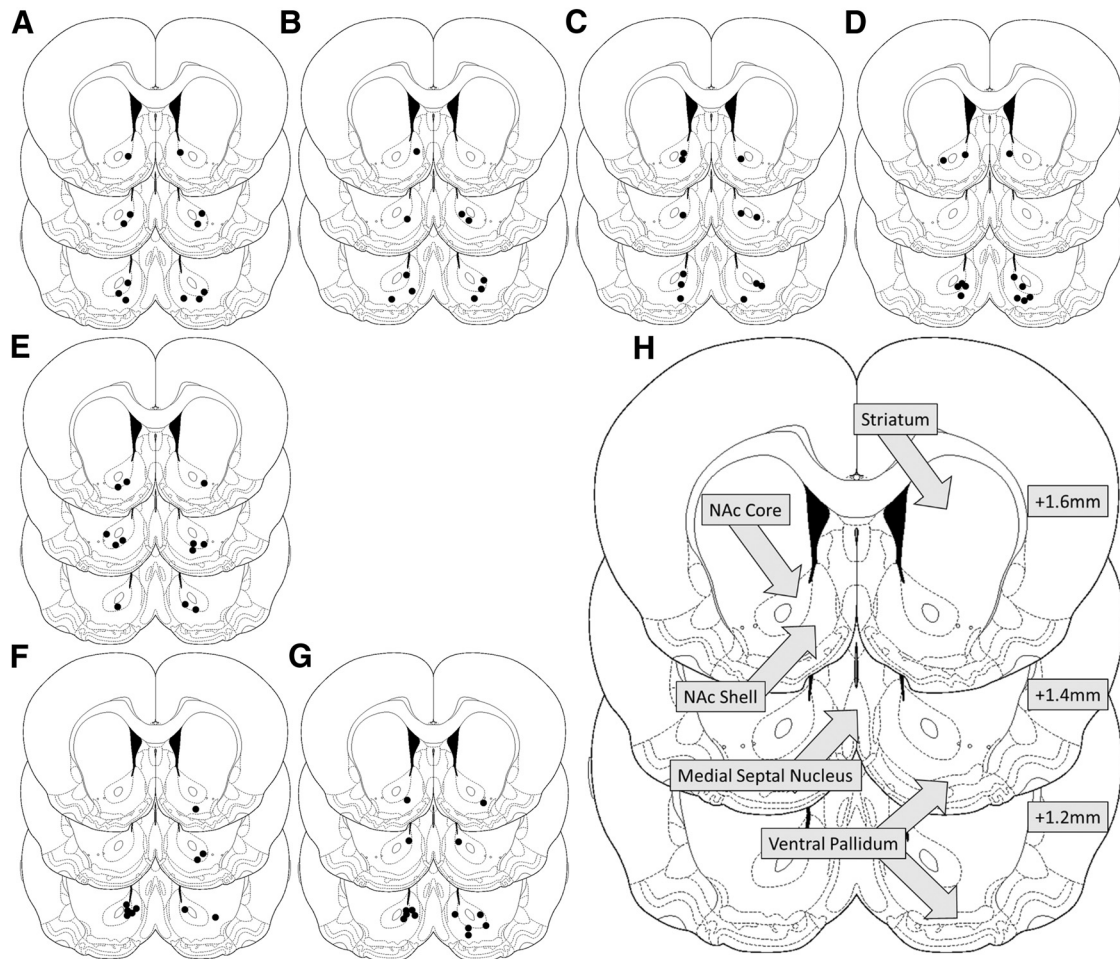 A
B
C
D
E
H
Striatum
+1.6mm
NAc Core
F
G
NAc Shell
+1.4mm
Medial Septal Nucleus
+1.2mm
Ventral Pallidum